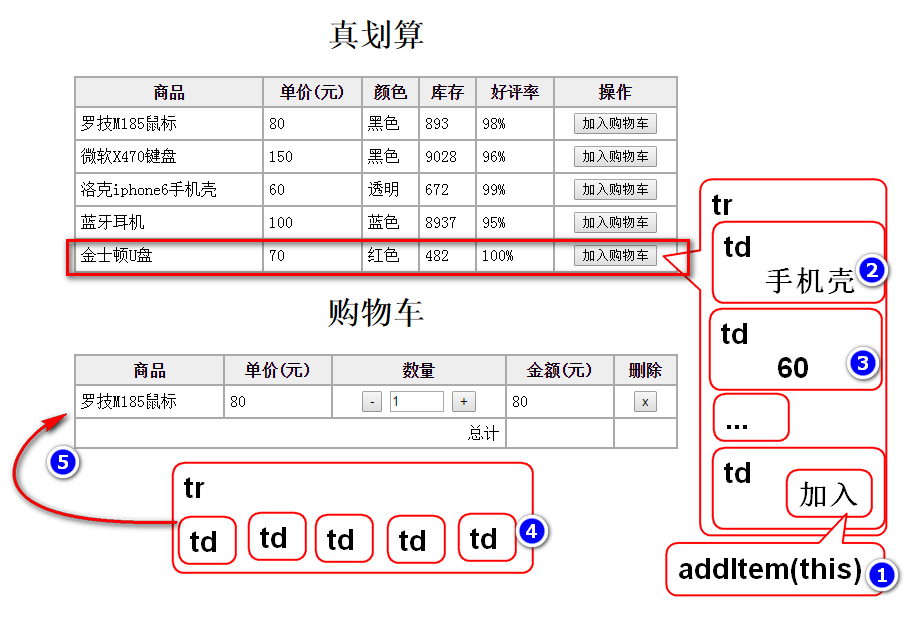 真划算
商品 单价(元) 颜色 库存 好评率 操作
罗技M185鼠标 80 黑色 893 98% 加入购物车
微软X470键盘 150 黑色 9028 96% 加入购物车
洛克iphone6手机壳 60 透明 672 99% 加入购物车
蓝牙耳机 100 蓝色 8937 95% 加入购物车
金士顿U盘 70 红色 482 100% 加入购物车
购物车
商品 单价(元) 数量 金额(元) 删除
罗技M185鼠标 80 - 1 + 80 x
总计
tr
td
手机壳 2
td
60 3
...
td
加入
addItem(this) 1
5
tr
td td td td td 4